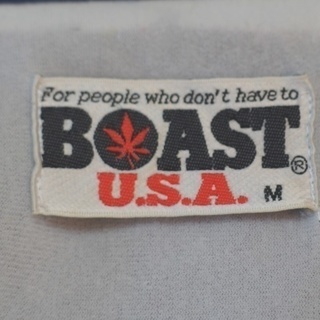 For people who don't have to
BOAST®
U.S.A. M